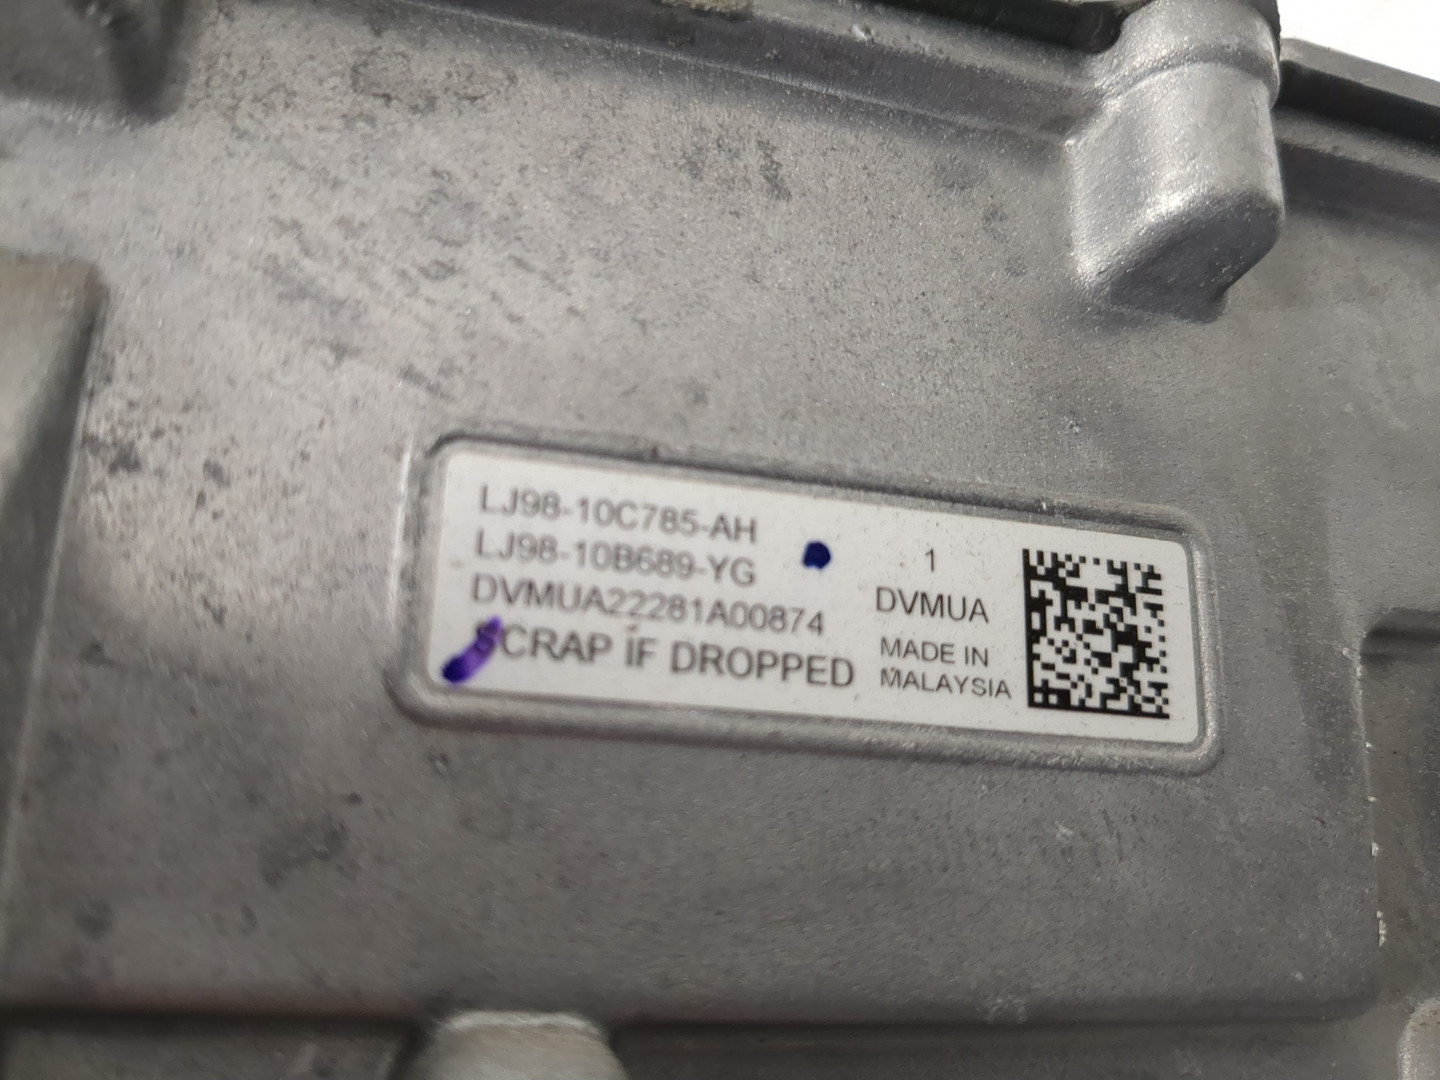 LJ98-10C785-AH
LJ98-10B689-YG
DVMUA22281A00874
SCRAP IF DROPPED
1
DVMUA
MADE IN
MALAYSIA